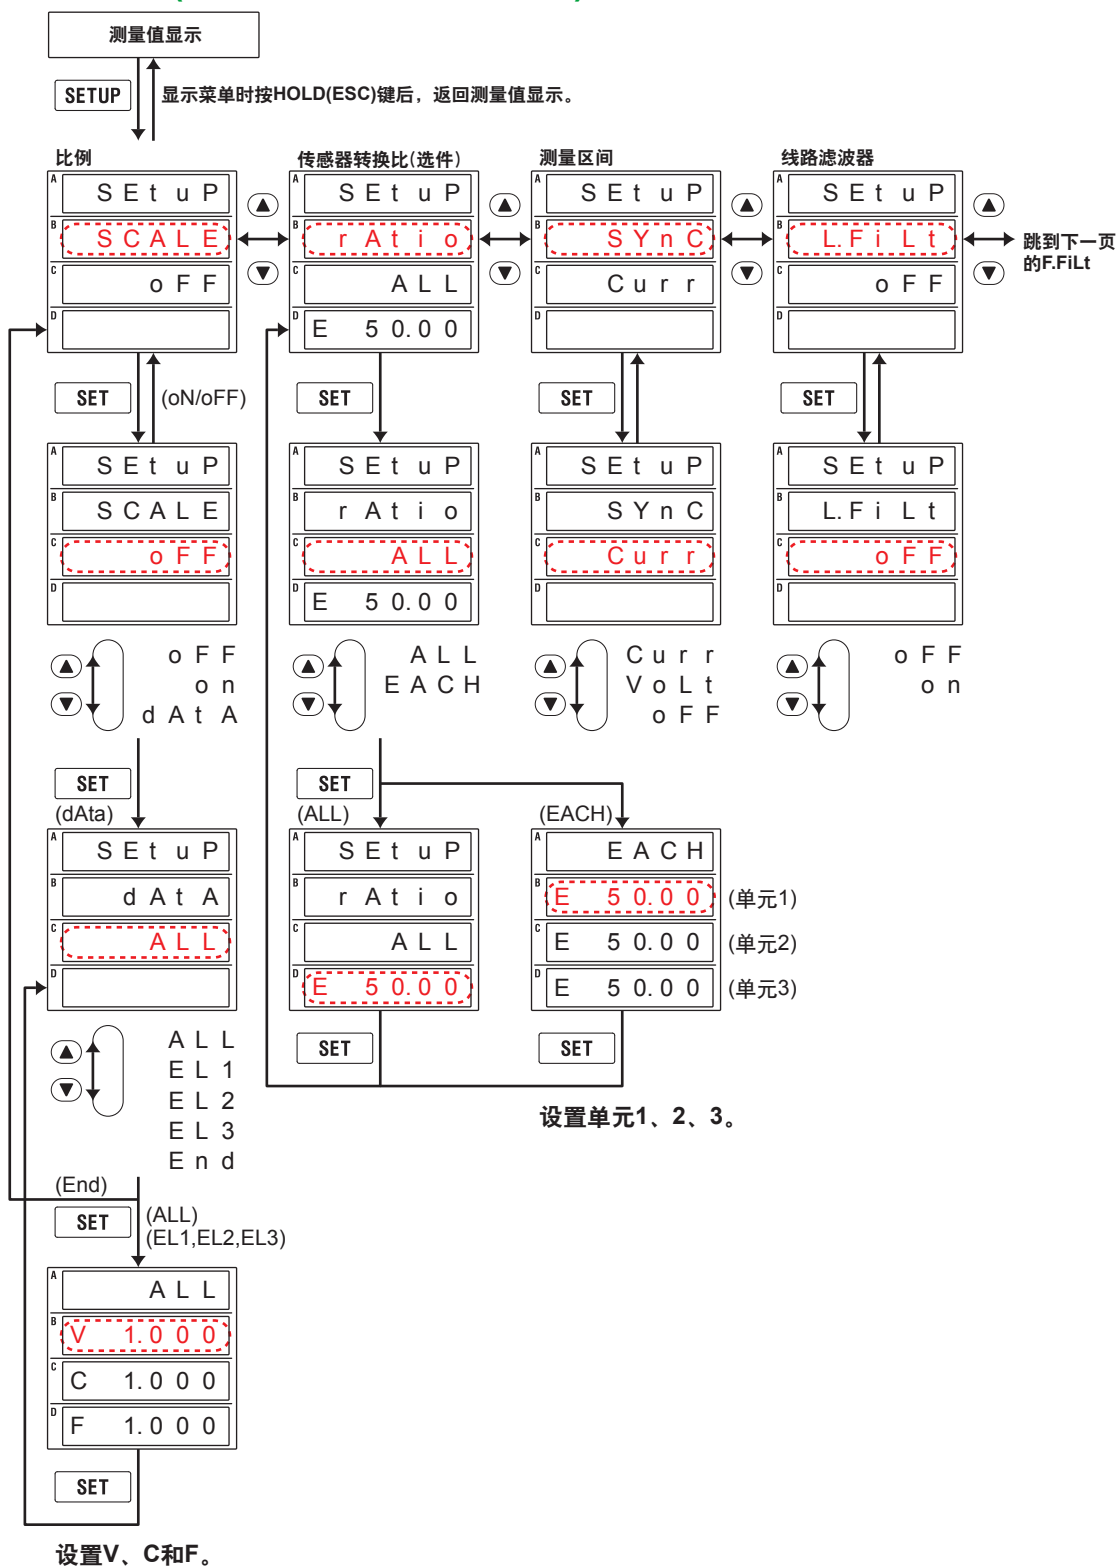 测量值显示
SETUP
显示菜单时按HOLD(ESC)键后，返回测量值显示。
比例
A SEtuP
B SCALE
C oFF
D
传感器转换比(选件)
A SEtuP
B rAtio
C ALL
D E 50.00
测量区间
A SEtuP
B SYnC
C Curr
D
线路滤波器
A SEtuP
B L.FiLt
C oFF
D
跳到下一页
的F.FiLt
SET
(oN/oFF)
SET
SET
SET
A SEtuP
B SCALE
C oFF
D
A SEtuP
B rAtio
C ALL
D E 50.00
A SEtuP
B SYnC
C Curr
D
A SEtuP
B L.FiLt
C oFF
D
oFF
on
dAtA
ALL
EACH
Curr
VoLt
oFF
oFF
on
SET
(dAta)
SET
(ALL)
(EACH)
A SEtuP
B dAtA
C ALL
D
A SEtuP
B rAtio
C ALL
D E 50.00
A EACH
B E 50.00 (单元1)
C E 50.00 (单元2)
D E 50.00 (单元3)
SET
SET
设置单元1、2、3。
ALL
EL1
EL2
EL3
End
(End)
SET
(ALL)
(EL1,EL2,EL3)
A ALL
B V 1.000
C C 1.000
D F 1.000
SET
设置V、C和F。